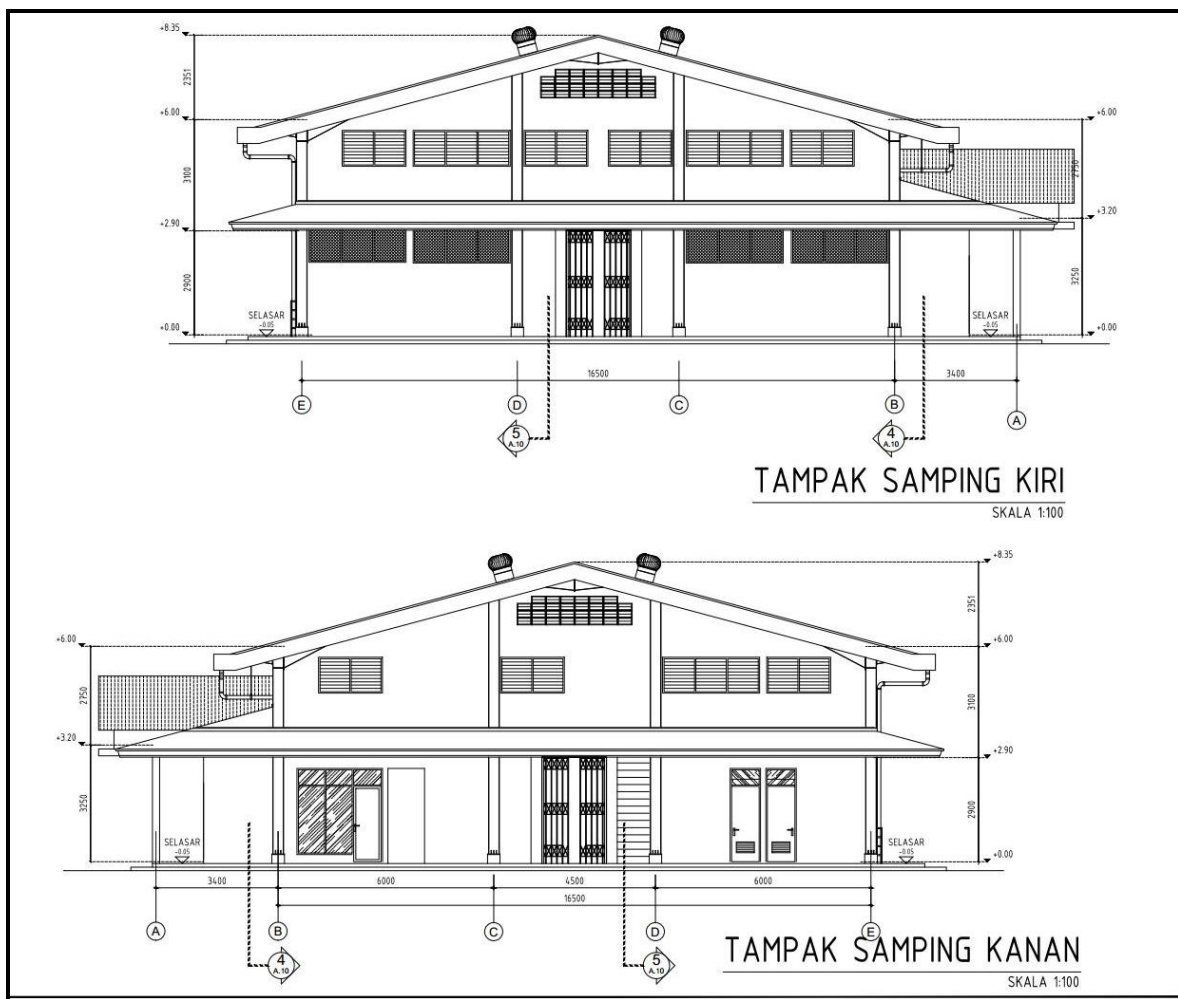 +8.35
2351
+6.00
+6.00
3100
2750
+3.20
+2.90
2900
3250
SELASAR
-0.05
SELASAR
-0.05
+0.00
+0.00
16500
3400
E
D
C
B
A
5
A.10
4
A.10
TAMPAK SAMPING KIRI
SKALA 1:100
+8.35
2351
+6.00
+6.00
2750
3100
+3.20
+2.90
3250
2900
SELASAR
-0.05
SELASAR
-0.05
+0.00
3400
6000
4500
6000
16500
A
B
C
D
E
4
A.10
5
A.10
TAMPAK SAMPING KANAN
SKALA 1:100